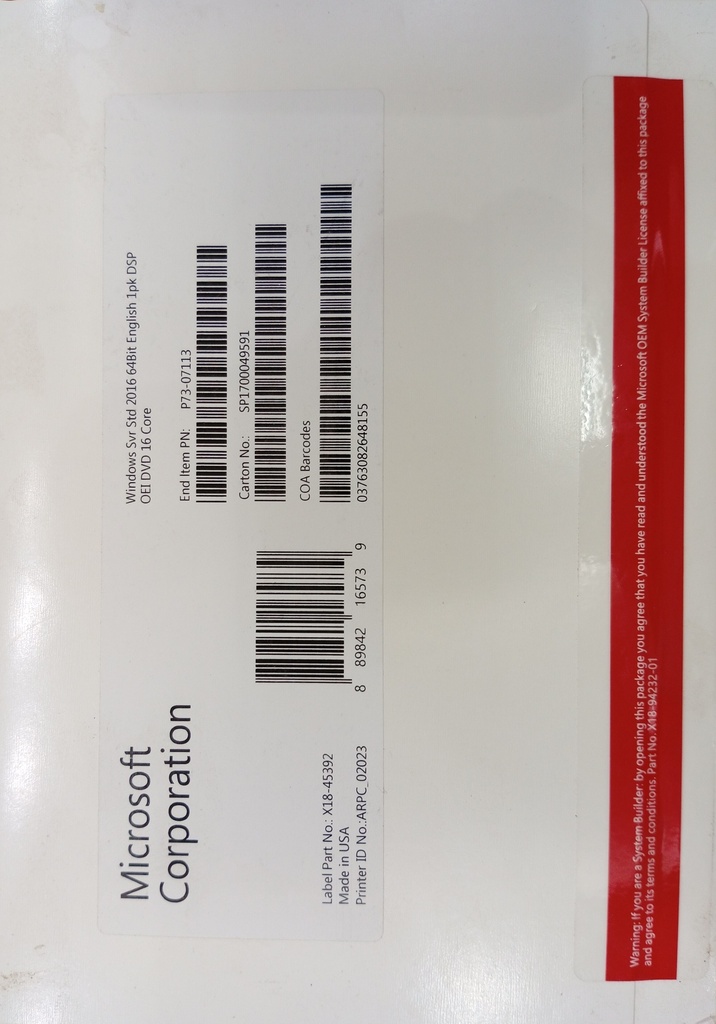 Microsoft
Corporation
Windows Svr Std 2016 64Bit English 1pk DSP
OEI DVD 16 Core
End Item PN: P73-07113
Carton No.: SP1700049591
COA Barcodes
03763082648155
8 89842 16573 9
Label Part No.: X18-45392
Made in USA
Printer ID No.:ARPC_02023
Warning: If you are a System Builder: by opening this package you agree that you have read and understood the Microsoft OEM System Builder License affixed to this package
and agree to its terms and conditions. Part No. X18-94232-01